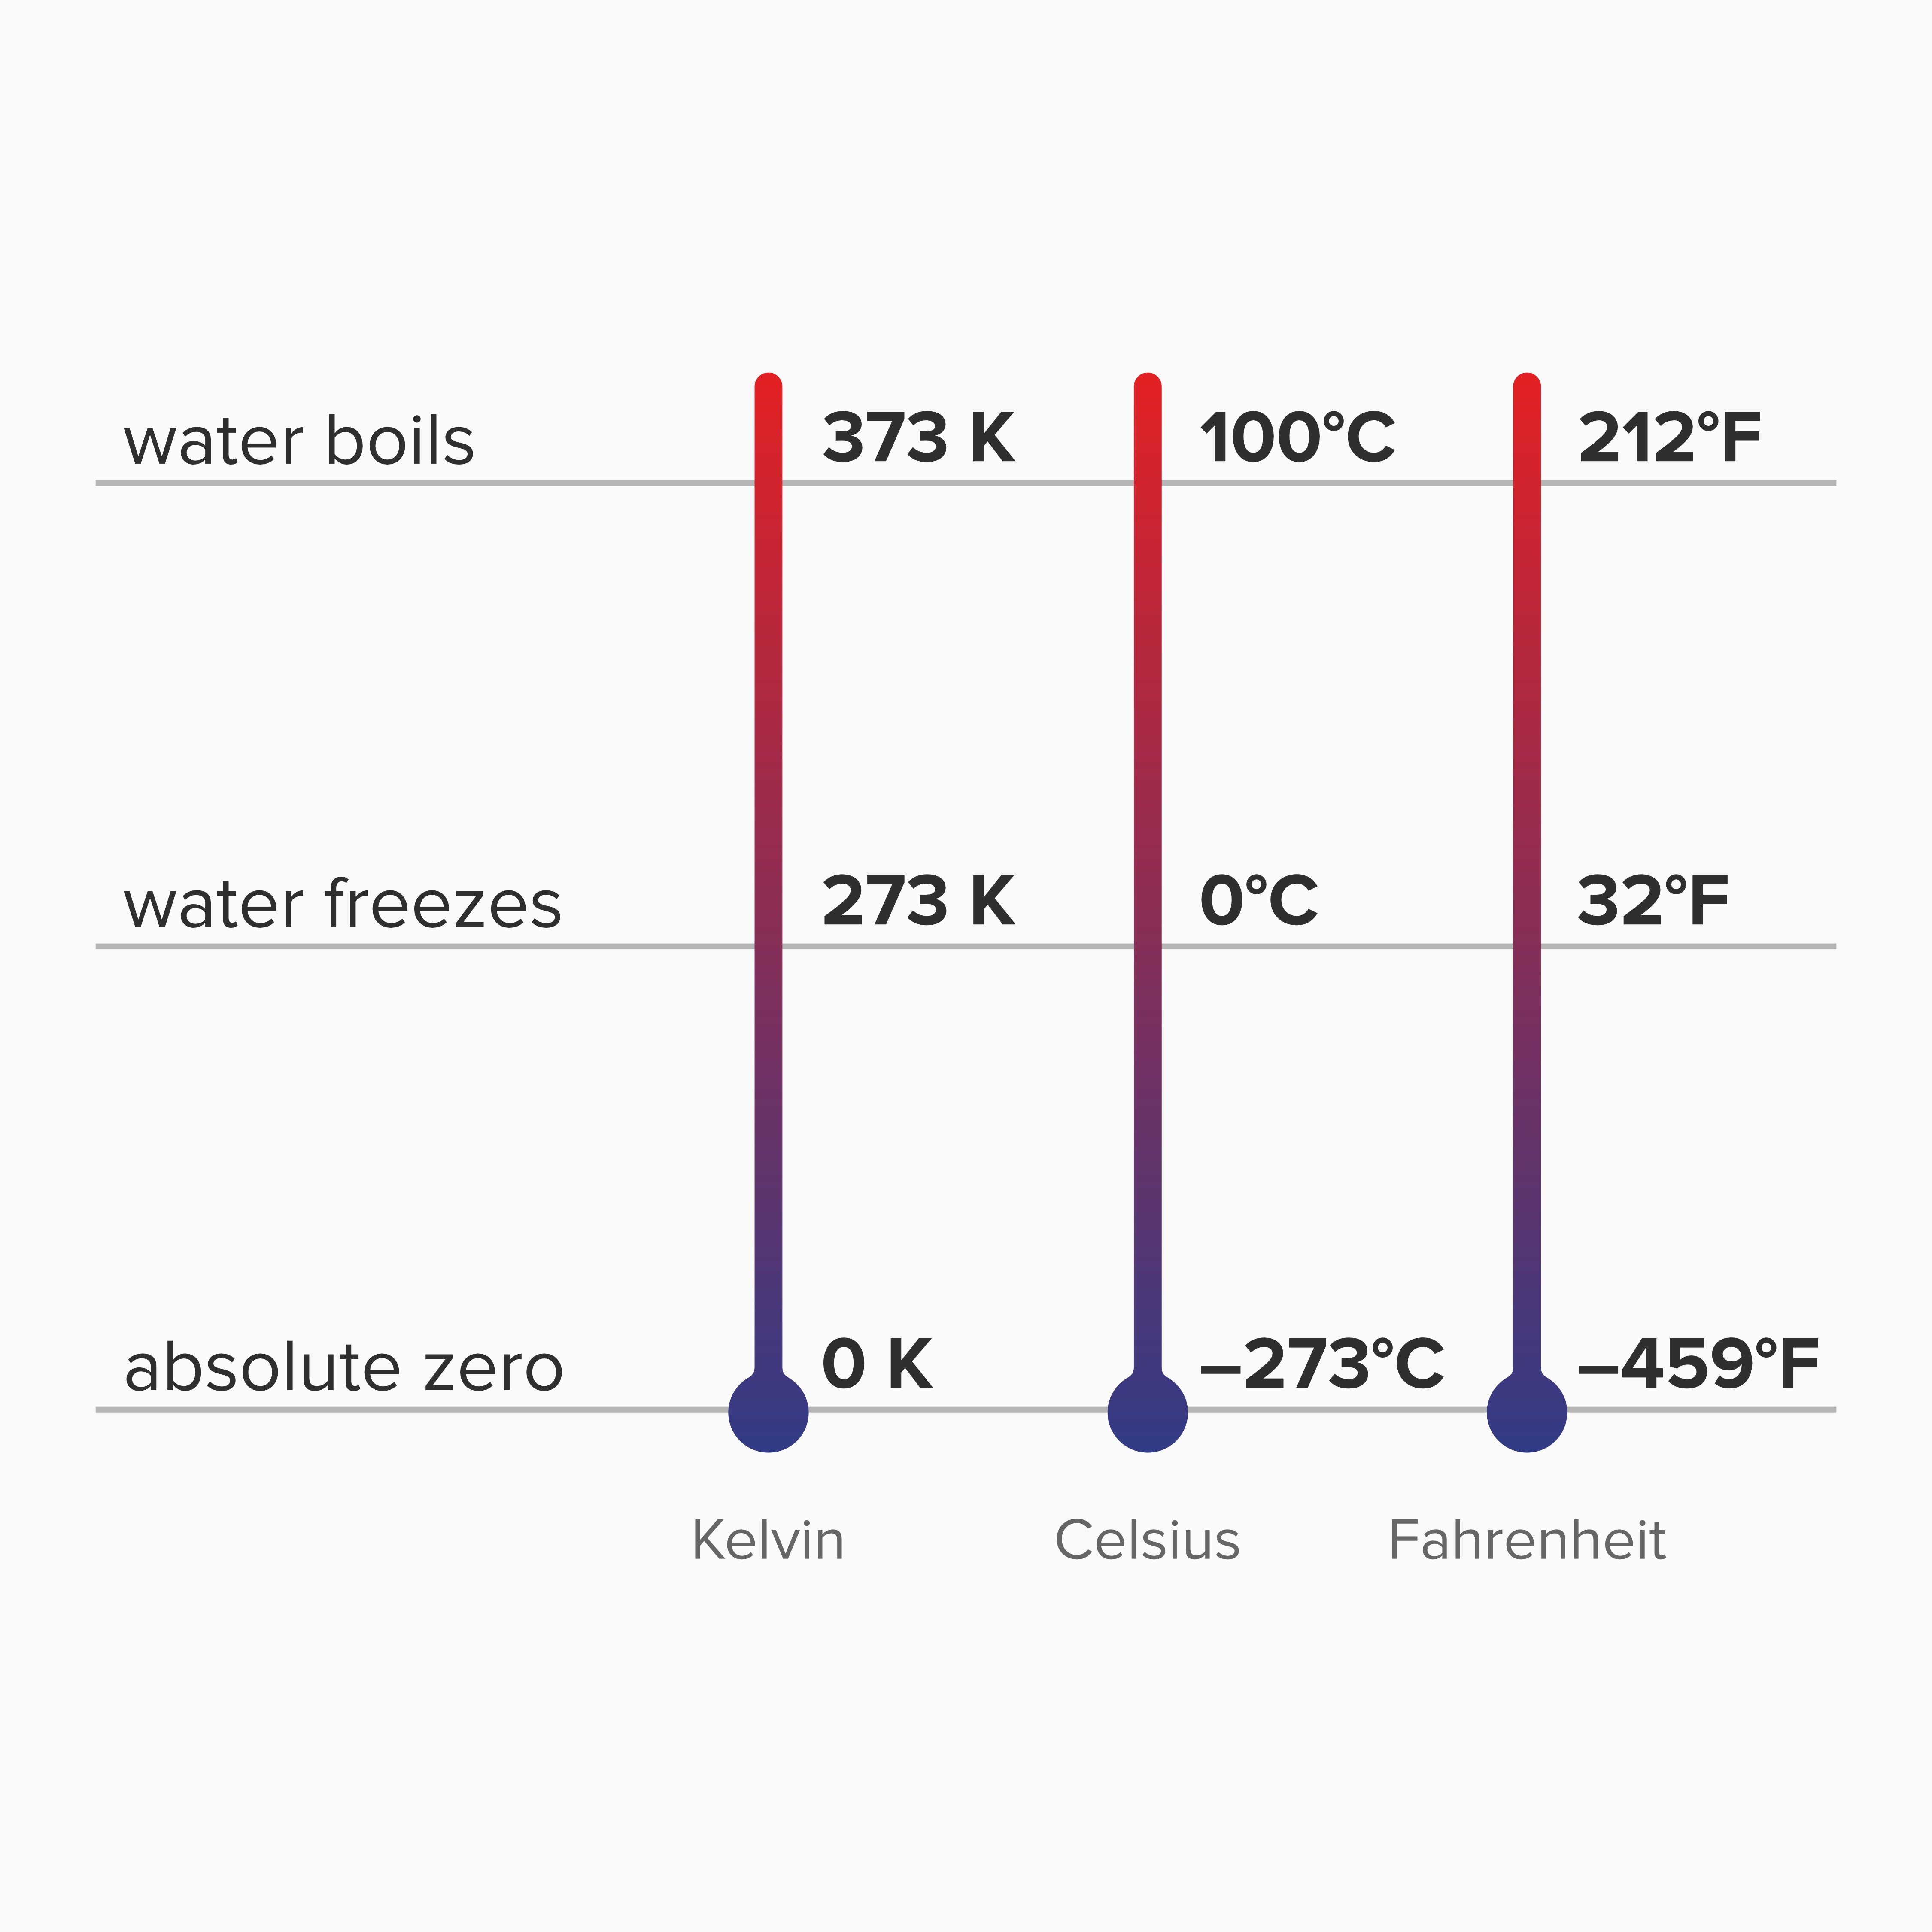 water boils 373 K 100°C 212°F
water freezes 273 K 0°C 32°F
absolute zero 0 K –273°C –459°F
Kelvin Celsius Fahrenheit